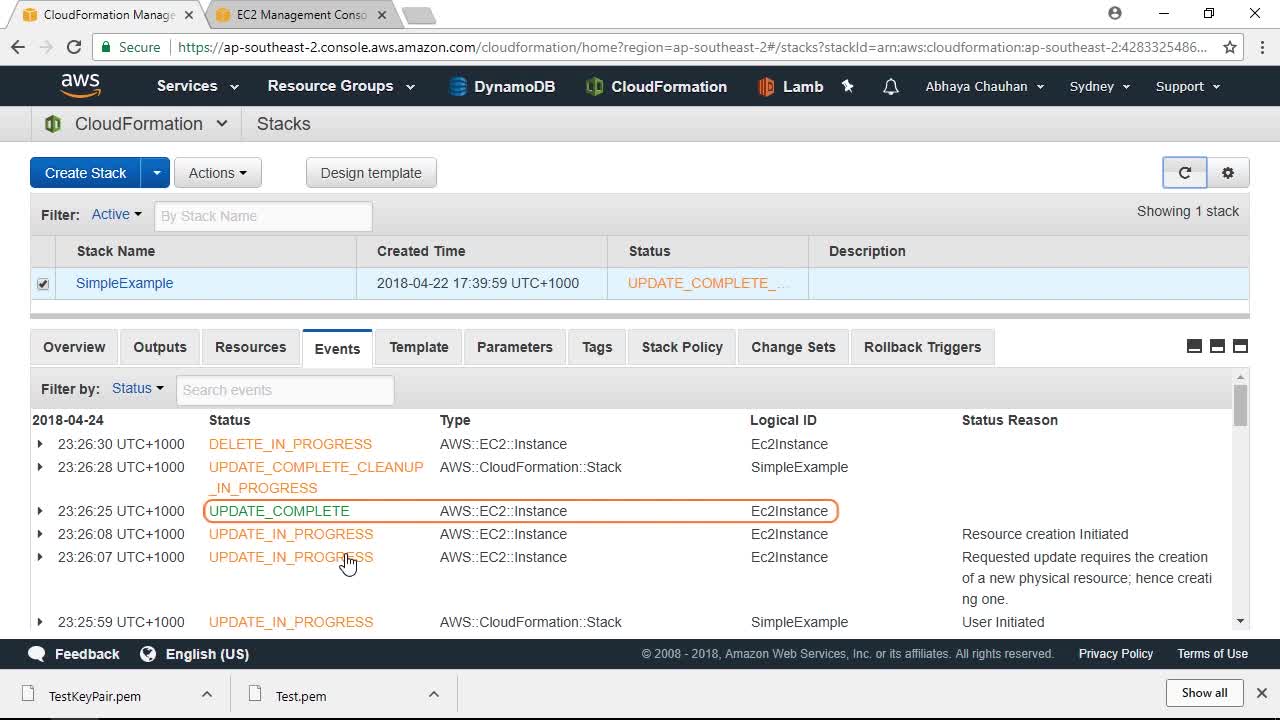 CloudFormation Manage
EC2 Management Conso
Secure
https://ap-southeast-2.console.aws.amazon.com/cloudformation/home?region=ap-southeast-2#/stacks?stackId=arn:aws:cloudformation:ap-southeast-2:4283325486...
aws
Services
Resource Groups
DynamoDB
CloudFormation
Lamb
Abhaya Chauhan
Sydney
Support
CloudFormation
Stacks
Create Stack
Actions
Design template
Filter: Active
By Stack Name
Showing 1 stack
Stack Name Created Time Status Description
SimpleExample 2018-04-22 17:39:59 UTC+1000 UPDATE_COMPLETE_...
Overview Outputs Resources Events Template Parameters Tags Stack Policy Change Sets Rollback Triggers
Filter by: Status
Search events
2018-04-24 Status Type Logical ID Status Reason
23:26:30 UTC+1000 DELETE_IN_PROGRESS AWS::EC2::Instance Ec2Instance
23:26:28 UTC+1000 UPDATE_COMPLETE_CLEANUP AWS::CloudFormation::Stack SimpleExample
_IN_PROGRESS
23:26:25 UTC+1000 UPDATE_COMPLETE AWS::EC2::Instance Ec2Instance
23:26:08 UTC+1000 UPDATE_IN_PROGRESS AWS::EC2::Instance Ec2Instance Resource creation Initiated
23:26:07 UTC+1000 UPDATE_IN_PROGRESS AWS::EC2::Instance Ec2Instance Requested update requires the creation
of a new physical resource; hence creati
ng one.
23:25:59 UTC+1000 UPDATE_IN_PROGRESS AWS::CloudFormation::Stack SimpleExample User Initiated
Feedback
English (US)
© 2008 - 2018, Amazon Web Services, Inc. or its affiliates. All rights reserved.
Privacy Policy
Terms of Use
TestKeyPair.pem
Test.pem
Show all